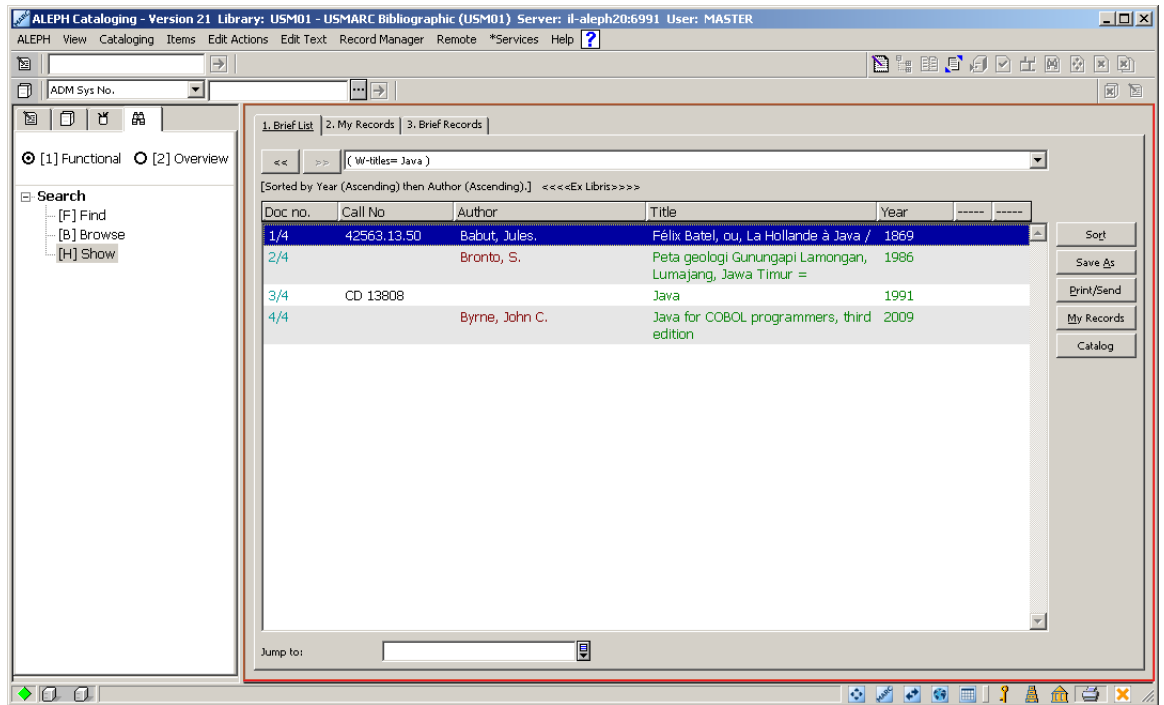 ALEPH Cataloging - Version 21 Library: USM01 - USMARC Bibliographic (USM01) Server: il-aleph20:6991 User: MASTER
ALEPH View Cataloging Items Edit Actions Edit Text Record Manager Remote *Services Help ?
ADM Sys No. ...
1. Brief List 2. My Records 3. Brief Records
[1] Functional [2] Overview
<< >> ( W-titles= Java )
[Sorted by Year (Ascending) then Author (Ascending).] <<<<Ex Libris>>>>
Search
[F] Find
[B] Browse
[H] Show
Doc no. Call No Author Title Year ----- -----
1/4 42563.13.50 Babut, Jules. Félix Batel, ou, La Hollande à Java / 1869
2/4 Bronto, S. Peta geologi Gunungapi Lamongan, 1986
Lumajang, Jawa Timur =
3/4 CD 13808 Java 1991
4/4 Byrne, John C. Java for COBOL programmers, third 2009
edition
Sort
Save As
Print/Send
My Records
Catalog
Jump to: